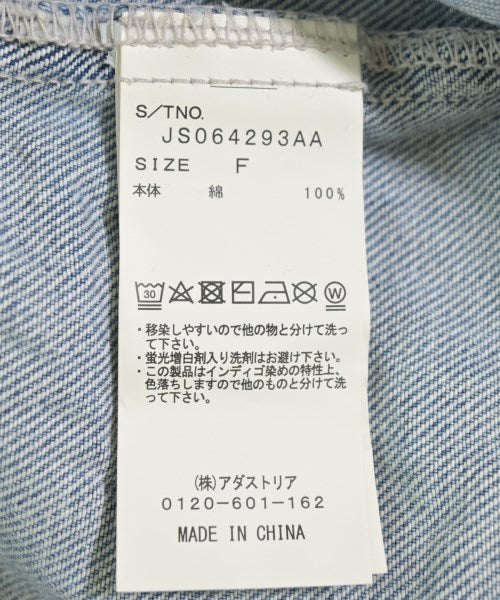 S/TNO.
JS064293AA
SIZE F
本体 綿 100%
30
W
・移染しやすいので他の物と分けて洗っ
て下さい。
・蛍光増白剤入り洗剤はお避け下さい。
・この製品はインディゴ染めの特性上、
色落ちしますので他のものと分けて洗
って下さい。
(株)アダストリア
0120-601-162
MADE IN CHINA